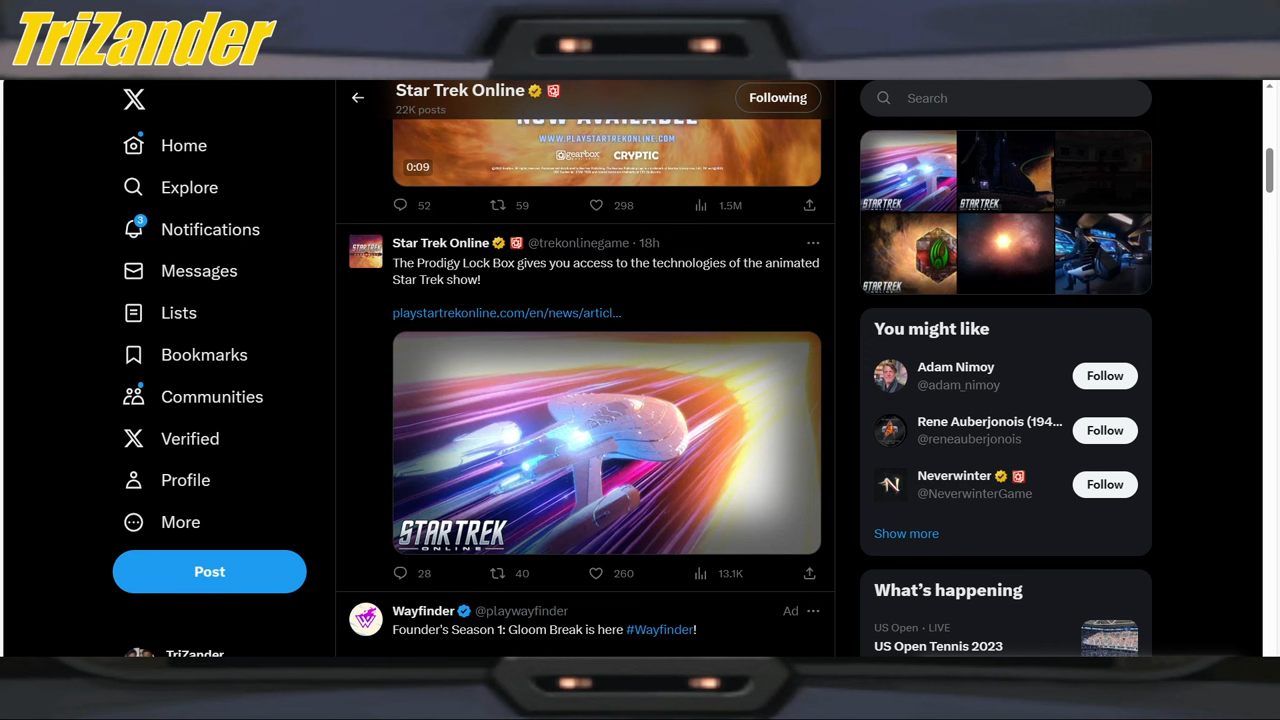 TriZander
Home
Explore
3
Notifications
Messages
Lists
Bookmarks
Communities
Verified
Profile
More
Post
TriZander
Star Trek Online
22K posts
Following
NOW AVAILABLE
WWW.PLAYSTARTREKONLINE.COM
gearbox CRYPTIC
0:09
52 59 298 1.5M
Star Trek Online @trekonlinegame · 18h
The Prodigy Lock Box gives you access to the technologies of the animated
Star Trek show!
playstartrekonline.com/en/news/articl...
STAR TREK
ONLINE
28 40 260 13.1K
Wayfinder @playwayfinder Ad
Founder's Season 1: Gloom Break is here #Wayfinder!
Search
STAR TREK
STAR TREK
STAR TREK
You might like
Adam Nimoy
@adam_nimoy
Follow
Rene Auberjonois (194...
@reneauberjonois
Follow
Neverwinter
@NeverwinterGame
Follow
Show more
What's happening
US Open · LIVE
US Open Tennis 2023